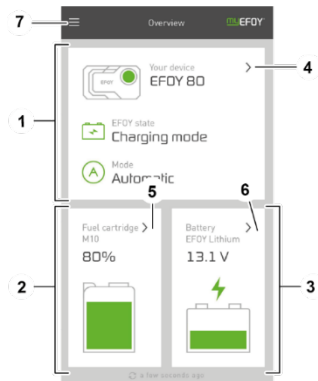 7
Overview
myEFOY
1
Your device
EFOY 80
4
EFOY
EFOY state
Charging mode
A
Mode
Automatic
5
6
2
Fuel cartridge
M10
80%
Battery
EFOY Lithium
13.1 V
3
a few seconds ago